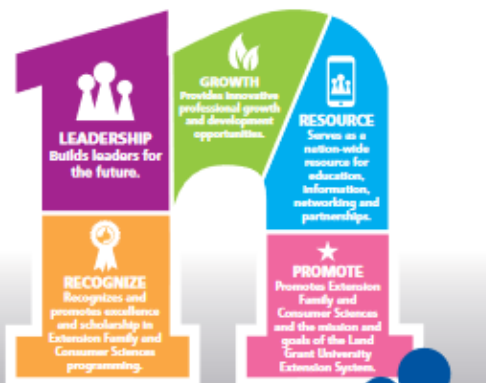 LEADERSHIP
Builds leaders for
the future.
GROWTH
Provides innovative
professional growth
and development
opportunities.
RESOURCE
Serves as a
nation-wide
resource for
education,
information,
networking and
partnerships.
RECOGNIZE
Recognizes and
promotes excellence
and scholarship in
Extension Family and
Consumer Sciences
programming.
PROMOTE
Promotes Extension
Family and
Consumer Sciences
and the mission and
goals of the Land
Grant University
Extension System.